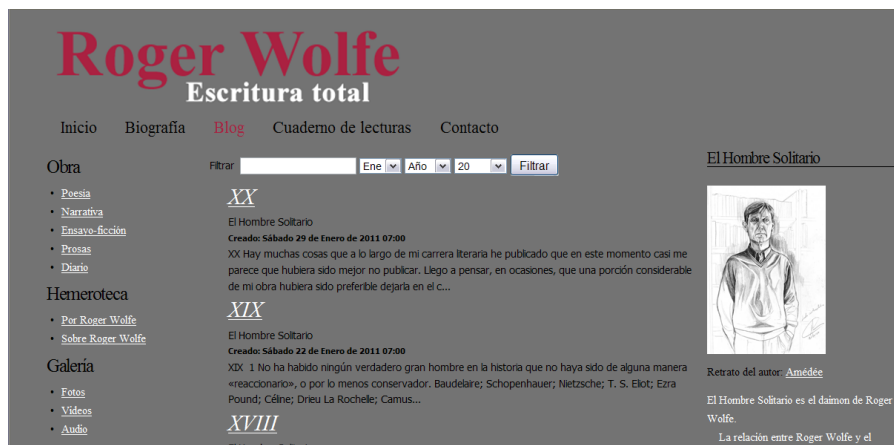 Roger Wolfe
Escritura total
Inicio Biografía Blog Cuaderno de lecturas Contacto
Obra
• Poesia
• Narrativa
• Ensayo-ficción
• Prosas
• Diario
Hemeroteca
• Por Roger Wolfe
• Sobre Roger Wolfe
Galería
• Fotos
• Videos
• Audio
Filtrar Ene Año 20 Filtrar
XX
El Hombre Solitario
Creado: Sábado 29 de Enero de 2011 07:00
XX Hay muchas cosas que a lo largo de mi carrera literaria he publicado que en este momento casi me
parece que hubiera sido mejor no publicar. Llego a pensar, en ocasiones, que una porción considerable
de mi obra hubiera sido preferible dejarla en el c...
XIX
El Hombre Solitario
Creado: Sábado 22 de Enero de 2011 07:00
XIX 1 No ha habido ningún verdadero gran hombre en la historia que no haya sido de alguna manera
«reaccionario», o por lo menos conservador. Baudelaire; Schopenhauer; Nietzsche; T. S. Eliot; Ezra
Pound; Céline; Drieu La Rochelle; Camus...
XVIII
El Hombre Solitario
Retrato del autor: Amédée
El Hombre Solitario es el daimon de Roger
Wolfe.
La relación entre Roger Wolfe y el